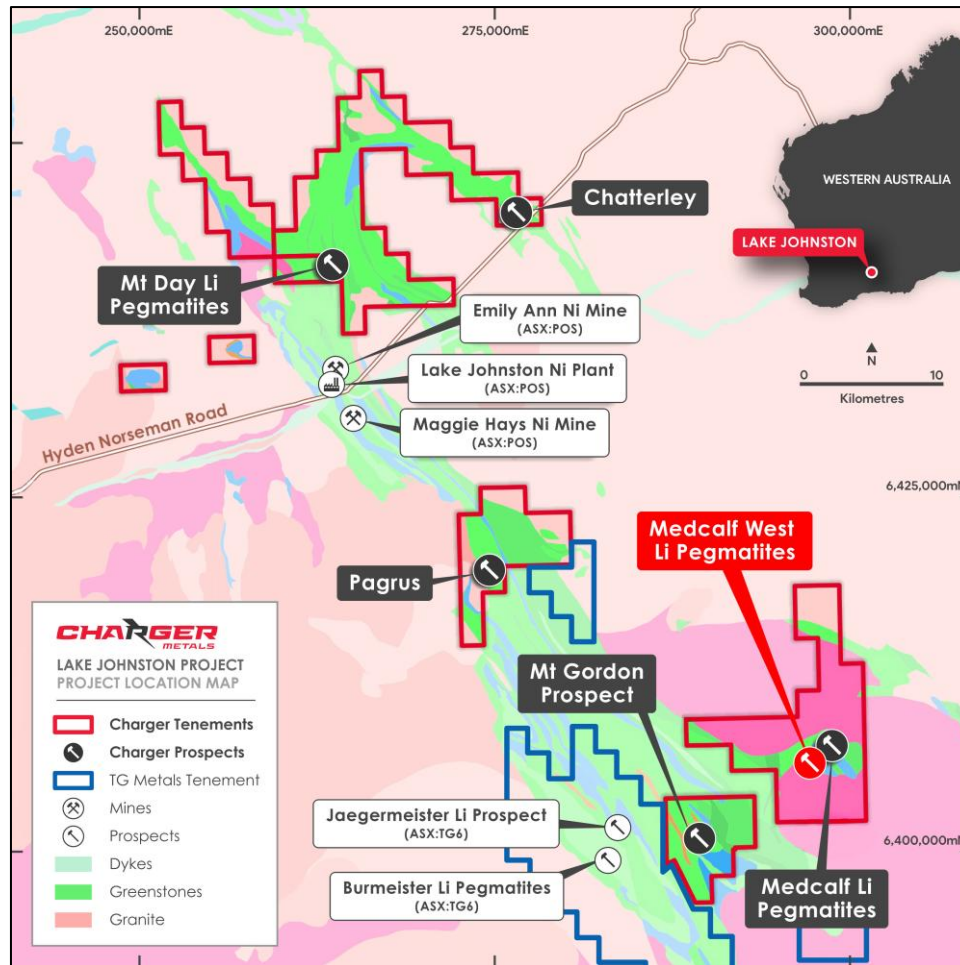 250,000mE
275,000mE
300,000mE
WESTERN AUSTRALIA
LAKE JOHNSTON
Chatterley
Mt Day Li
Pegmatites
Emily Ann Ni Mine
(ASX:POS)
Lake Johnston Ni Plant
(ASX:POS)
Maggie Hays Ni Mine
(ASX:POS)
Hyden Norseman Road
N
0 10
Kilometres
6,425,000mN
Medcalf West
Li Pegmatites
Pagrus
Mt Gordon
Prospect
Jaegermeister Li Prospect
(ASX:TG6)
Burmeister Li Pegmatites
(ASX:TG6)
6,400,000mN
Medcalf Li
Pegmatites
CHARGER
METALS
LAKE JOHNSTON PROJECT
PROJECT LOCATION MAP
Charger Tenements
Charger Prospects
TG Metals Tenement
Mines
Prospects
Dykes
Greenstones
Granite